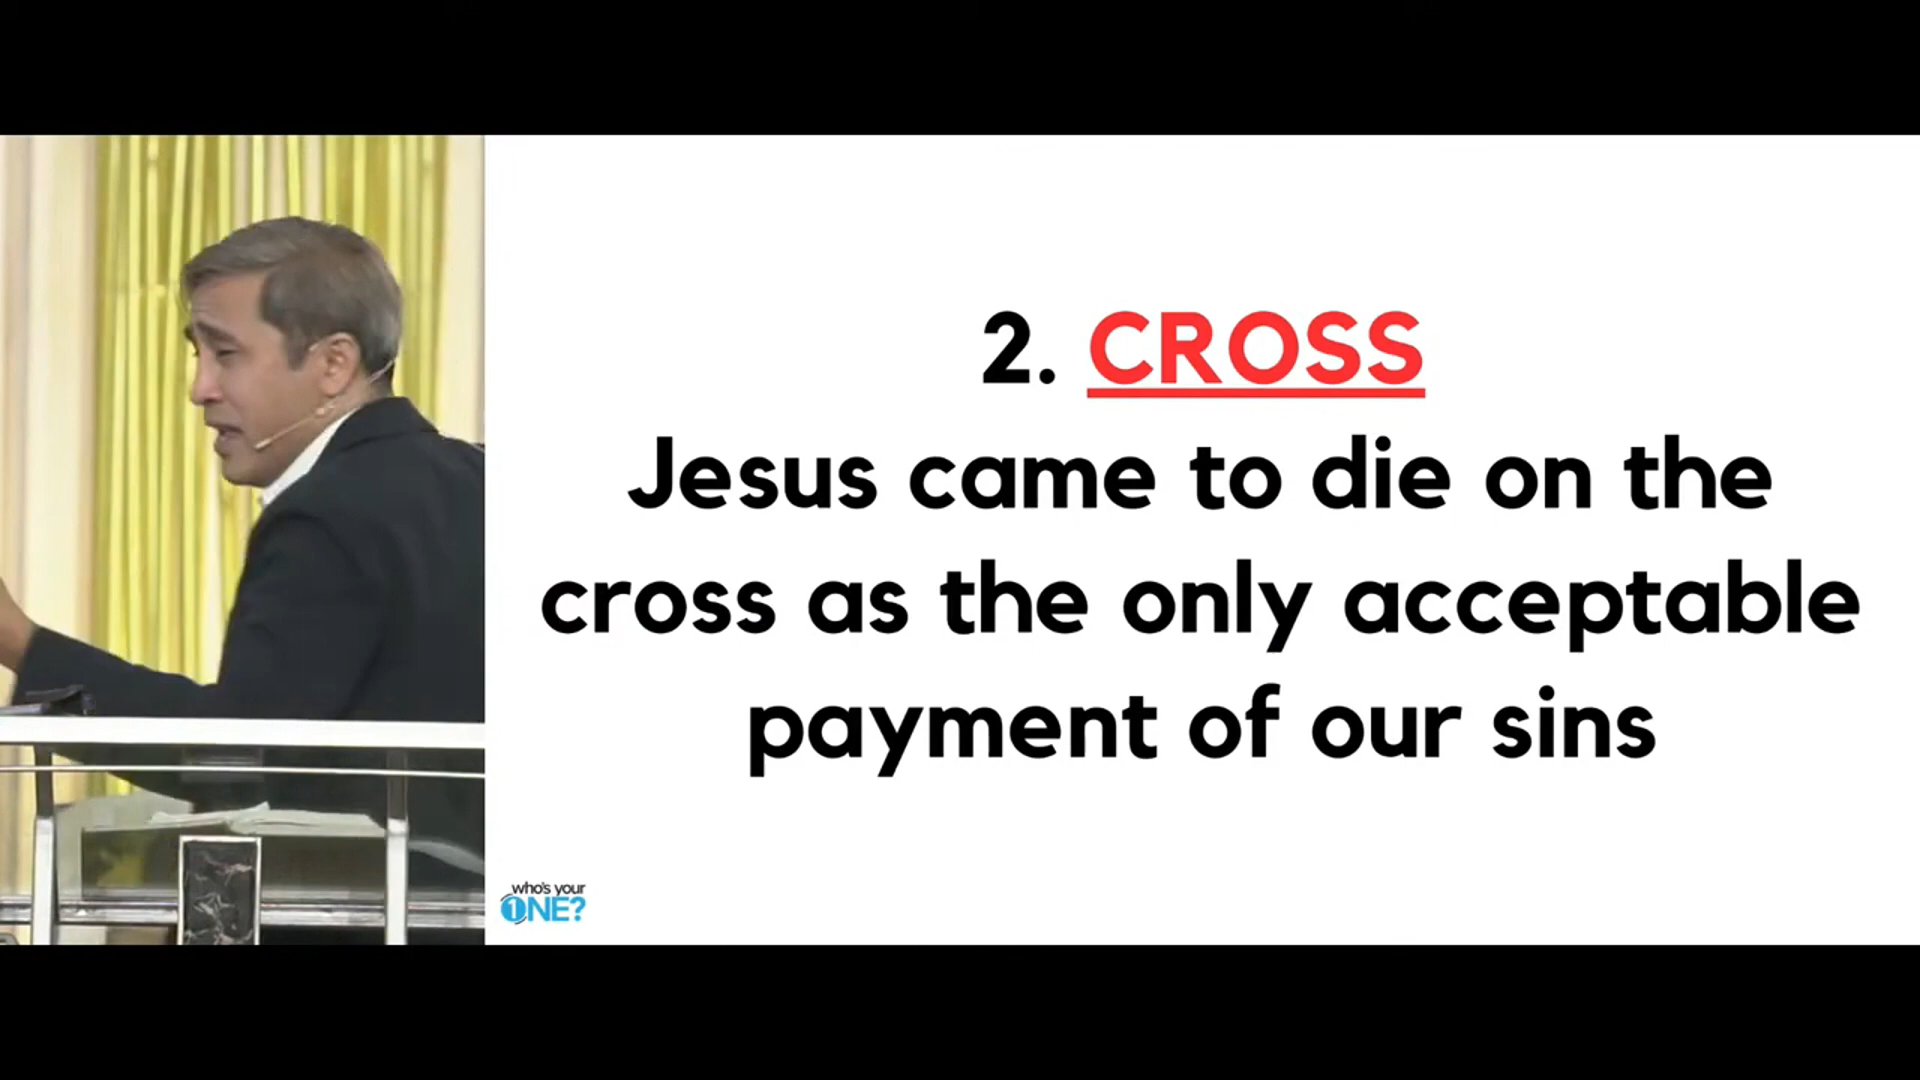 2. CROSS
Jesus came to die on the
cross as the only acceptable
payment of our sins
who's your
ONE?